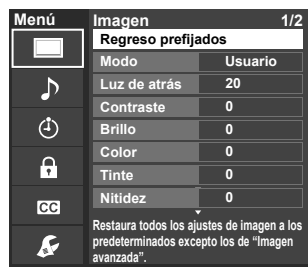 Menú
Imagen 1/2
Regreso prefijados
Modo Usuario
Luz de atrás 20
Contraste 0
Brillo 0
Color 0
Tinte 0
Nitidez 0
CC
Restaura todos los ajustes de imagen a los
predeterminados excepto los de “Imagen
avanzada”.